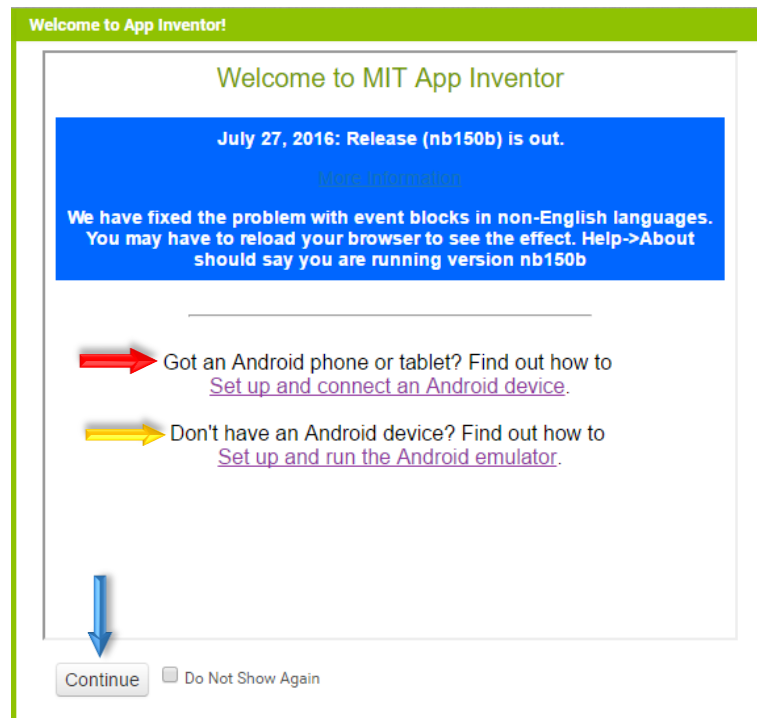 Welcome to App Inventor!
Welcome to MIT App Inventor
July 27, 2016: Release (nb150b) is out.
More Information
We have fixed the problem with event blocks in non-English languages.
You may have to reload your browser to see the effect. Help->About
should say you are running version nb150b
Got an Android phone or tablet? Find out how to
Set up and connect an Android device.
Don't have an Android device? Find out how to
Set up and run the Android emulator.
Continue Do Not Show Again